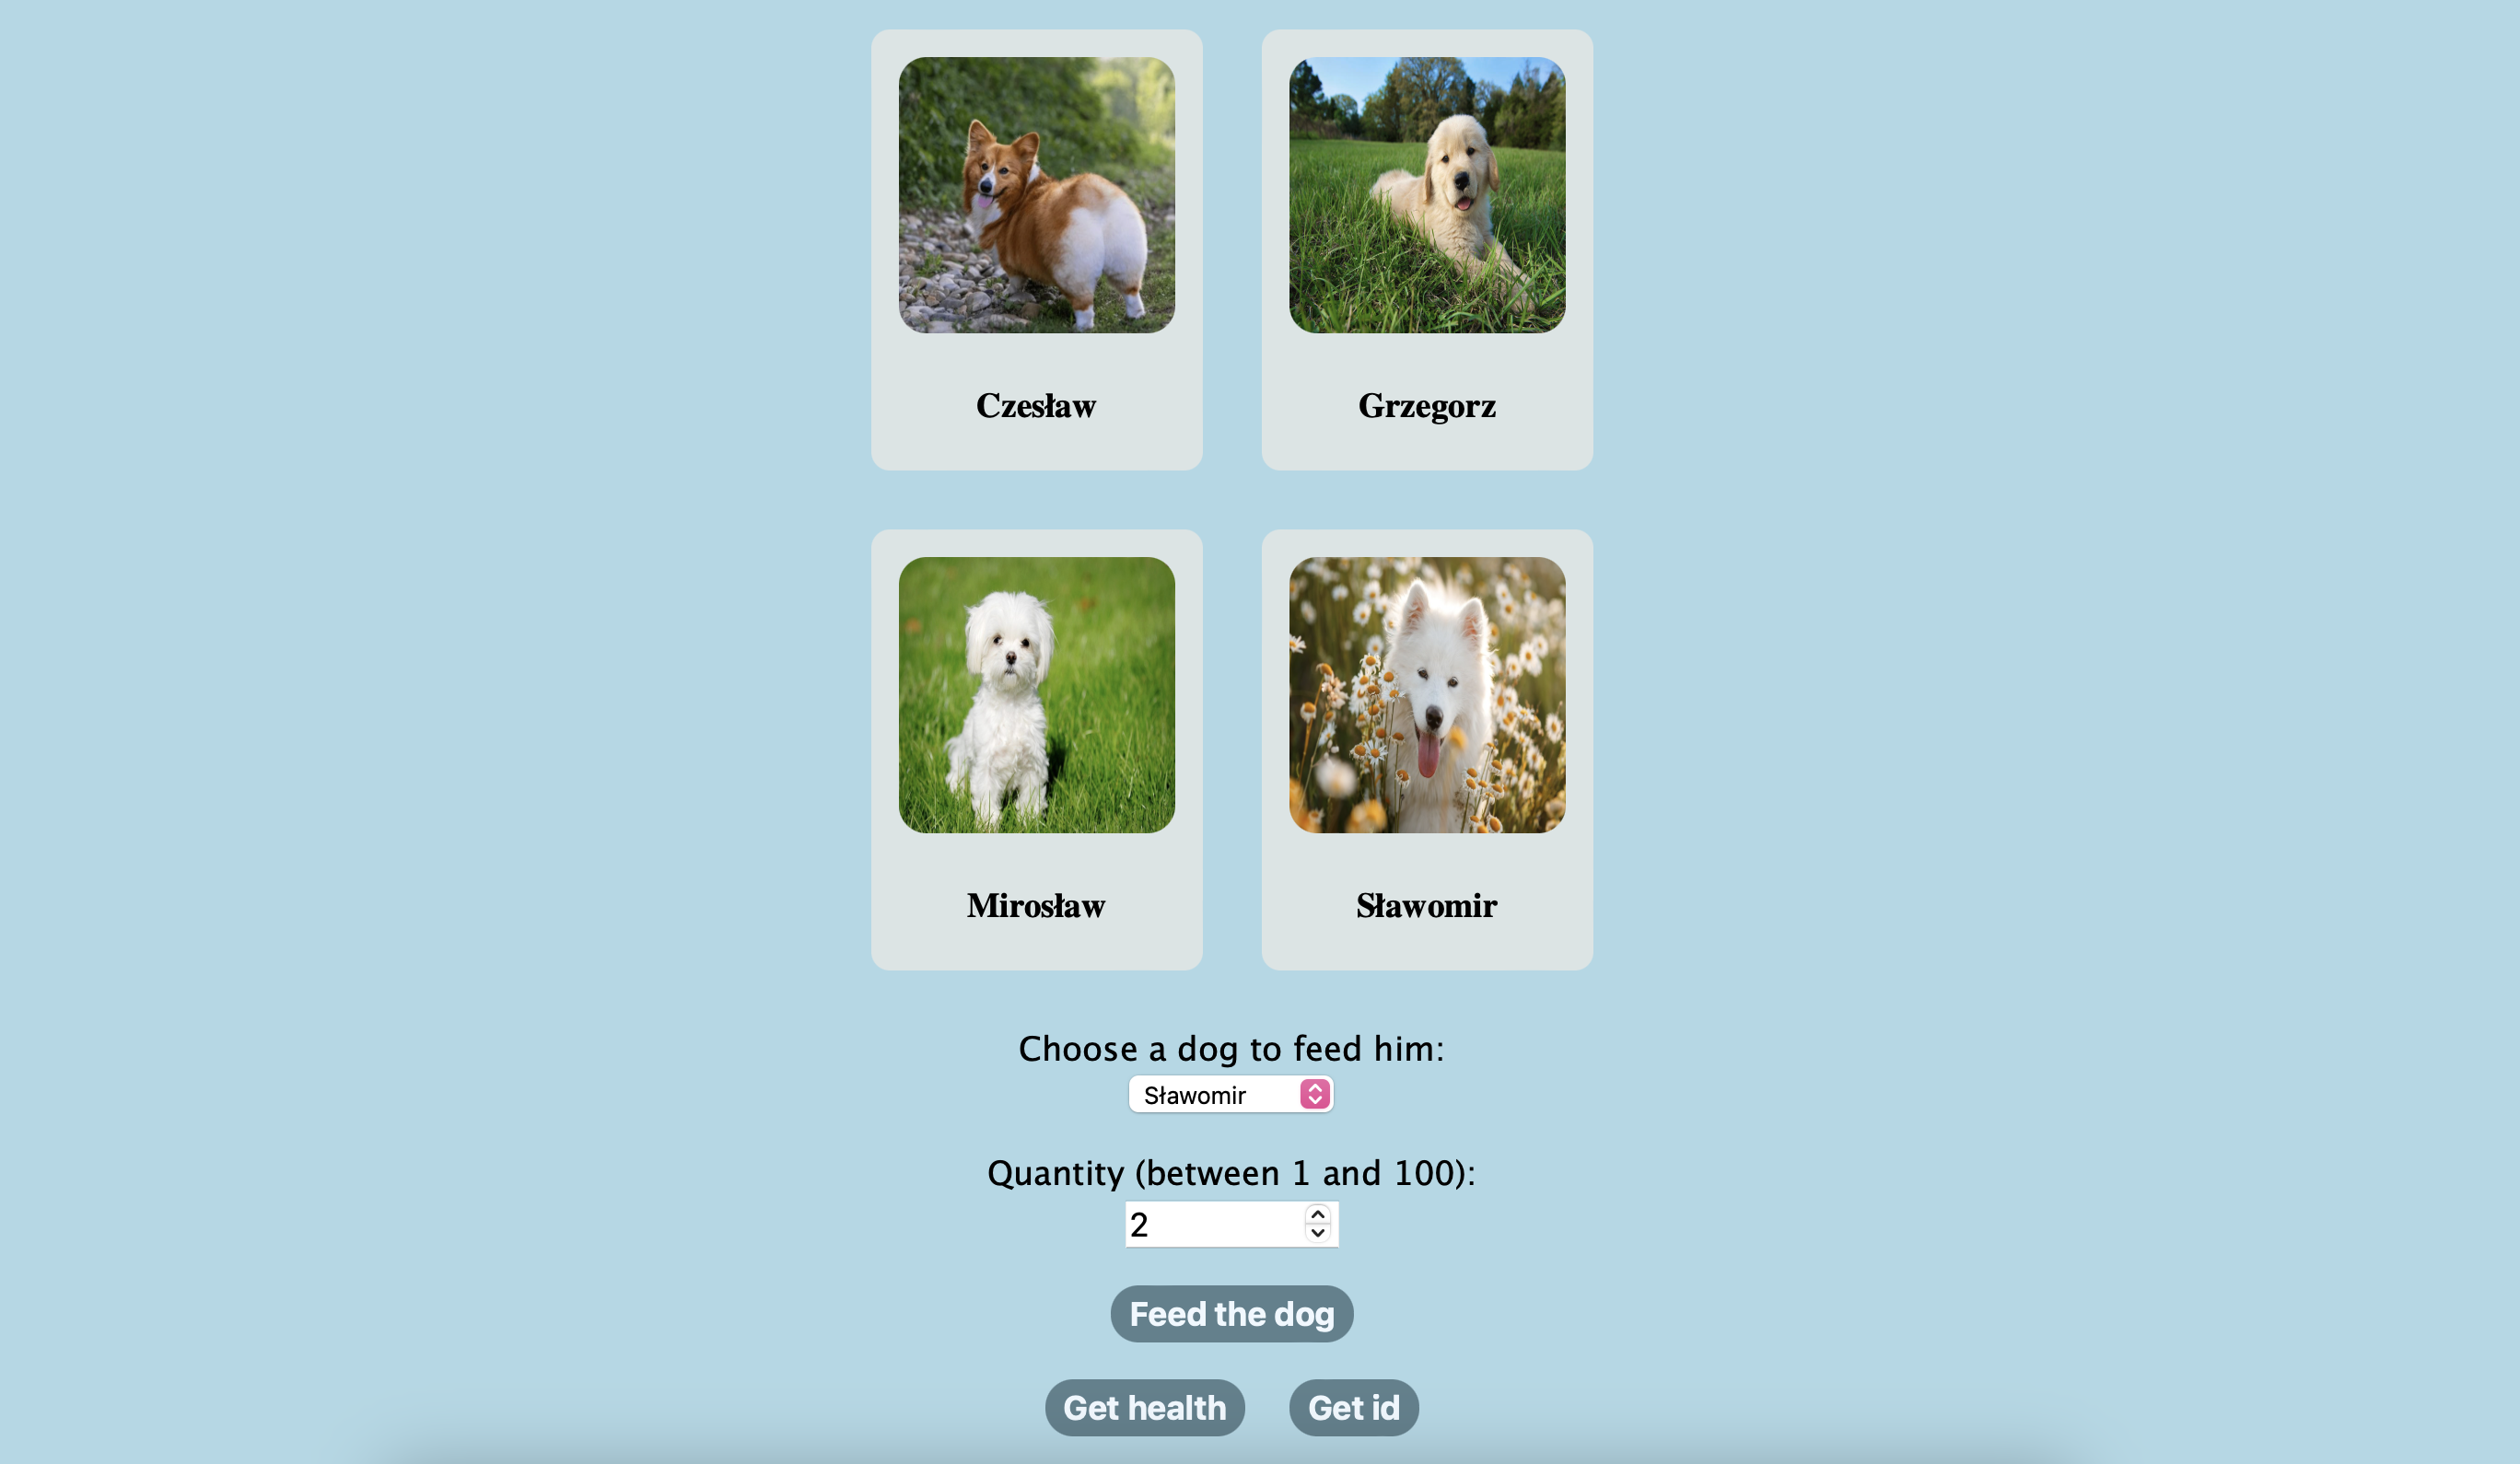 Czesław
Grzegorz
Mirosław
Sławomir
Choose a dog to feed him:
Sławomir
Quantity (between 1 and 100):
2
Feed the dog
Get health
Get id